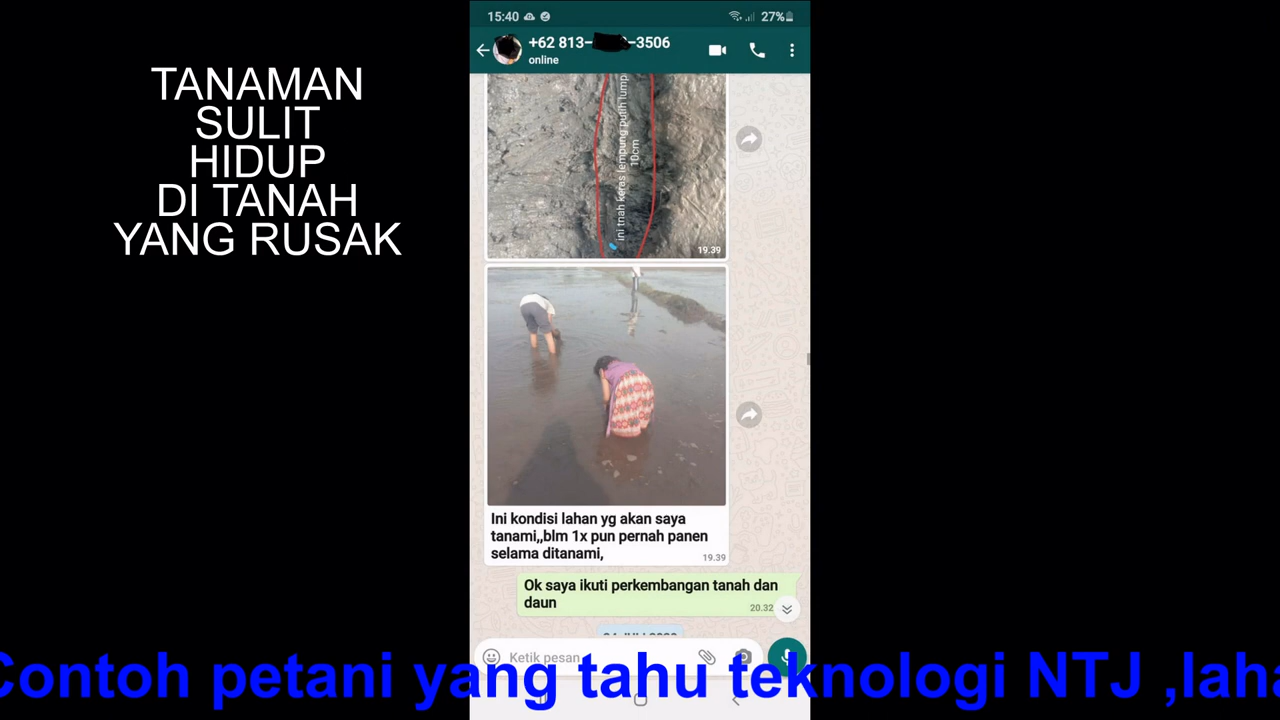 TANAMAN
SULIT
HIDUP
DI TANAH
YANG RUSAK
15:40
27%
+62 813-
-3506
online
ini tnah keras lempung putih lump
10cm
19.39
Ini kondisi lahan yg akan saya
tanami,,blm 1x pun pernah panen
selama ditanami,
19.39
Ok saya ikuti perkembangan tanah dan
daun
20.32
Ketik pesan
Contoh petani yang tahu teknologi NTJ ,laha